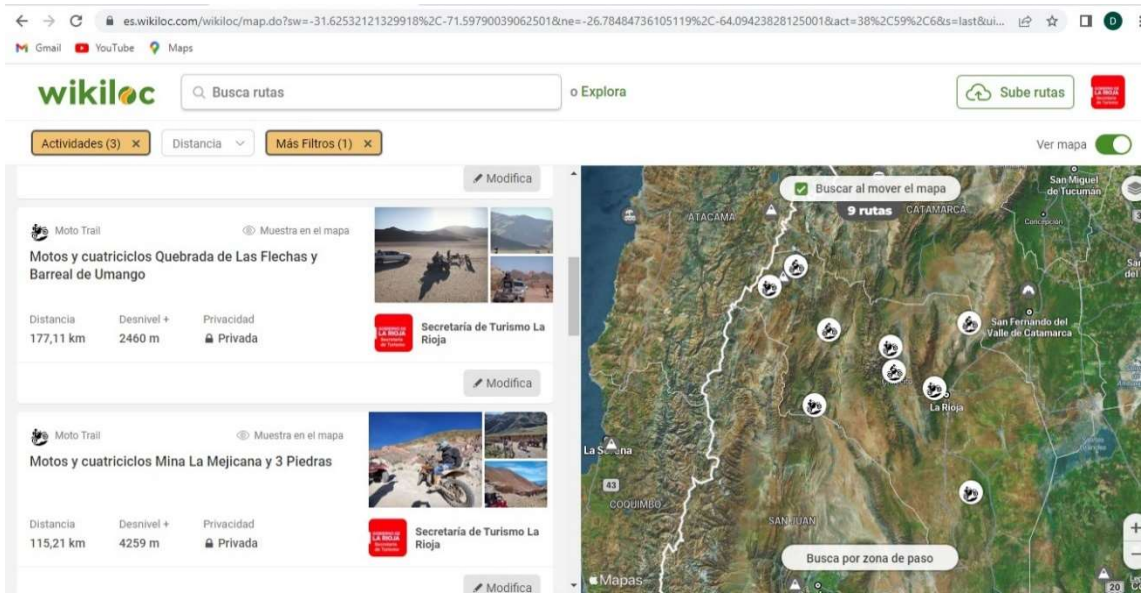 es.wikiloc.com/wikiloc/map.do?sw=-31.62532121329918%2C-71.59790039062501&ne=-26.78484736105119%2C-64.09423828125001&act=38%2C59%2C6&s=last&ui...
D
Gmail
YouTube
Maps
wikiloc
Busca rutas
o Explora
Sube rutas
Actividades (3) ×
Distancia
Más Filtros (1) ×
Ver mapa
Modifica
Moto Trail
Muestra en el mapa
Motos y cuatriciclos Quebrada de Las Flechas y
Barreal de Umango
Distancia
Desnivel +
Privacidad
177,11 km
2460 m
Privada
Secretaría de Turismo La
Rioja
Modifica
Moto Trail
Muestra en el mapa
Motos y cuatriciclos Mina La Mejicana y 3 Piedras
Distancia
Desnivel +
Privacidad
115,21 km
4259 m
Privada
Secretaría de Turismo La
Rioja
Modifica
Buscar al mover el mapa
9 rutas
San Miguel
de Tucumán
ATACAMA
CATAMARCA
Concepción
San Fernando del
Valle de Catamarca
La Rioja
43
COQUIMBO
SAN JUAN
Busca por zona de paso
Mapas
+
−
20